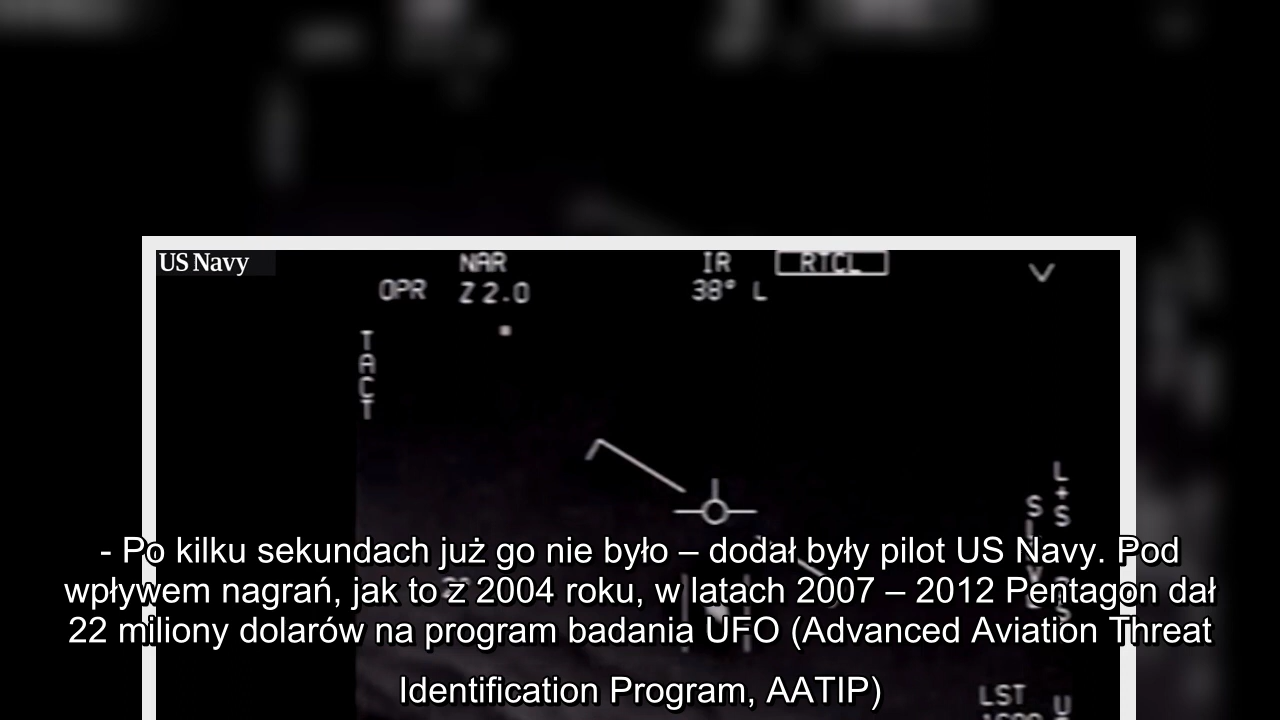 US Navy
NAR IR RTCL
OPR Z 2.0 38° L
TACT
L+S
- Po kilku sekundach już go nie było – dodał były pilot US Navy. Pod
wpływem nagrań, jak to z 2004 roku, w latach 2007 – 2012 Pentagon dał
22 miliony dolarów na program badania UFO (Advanced Aviation Threat
Identification Program, AATIP)
LST